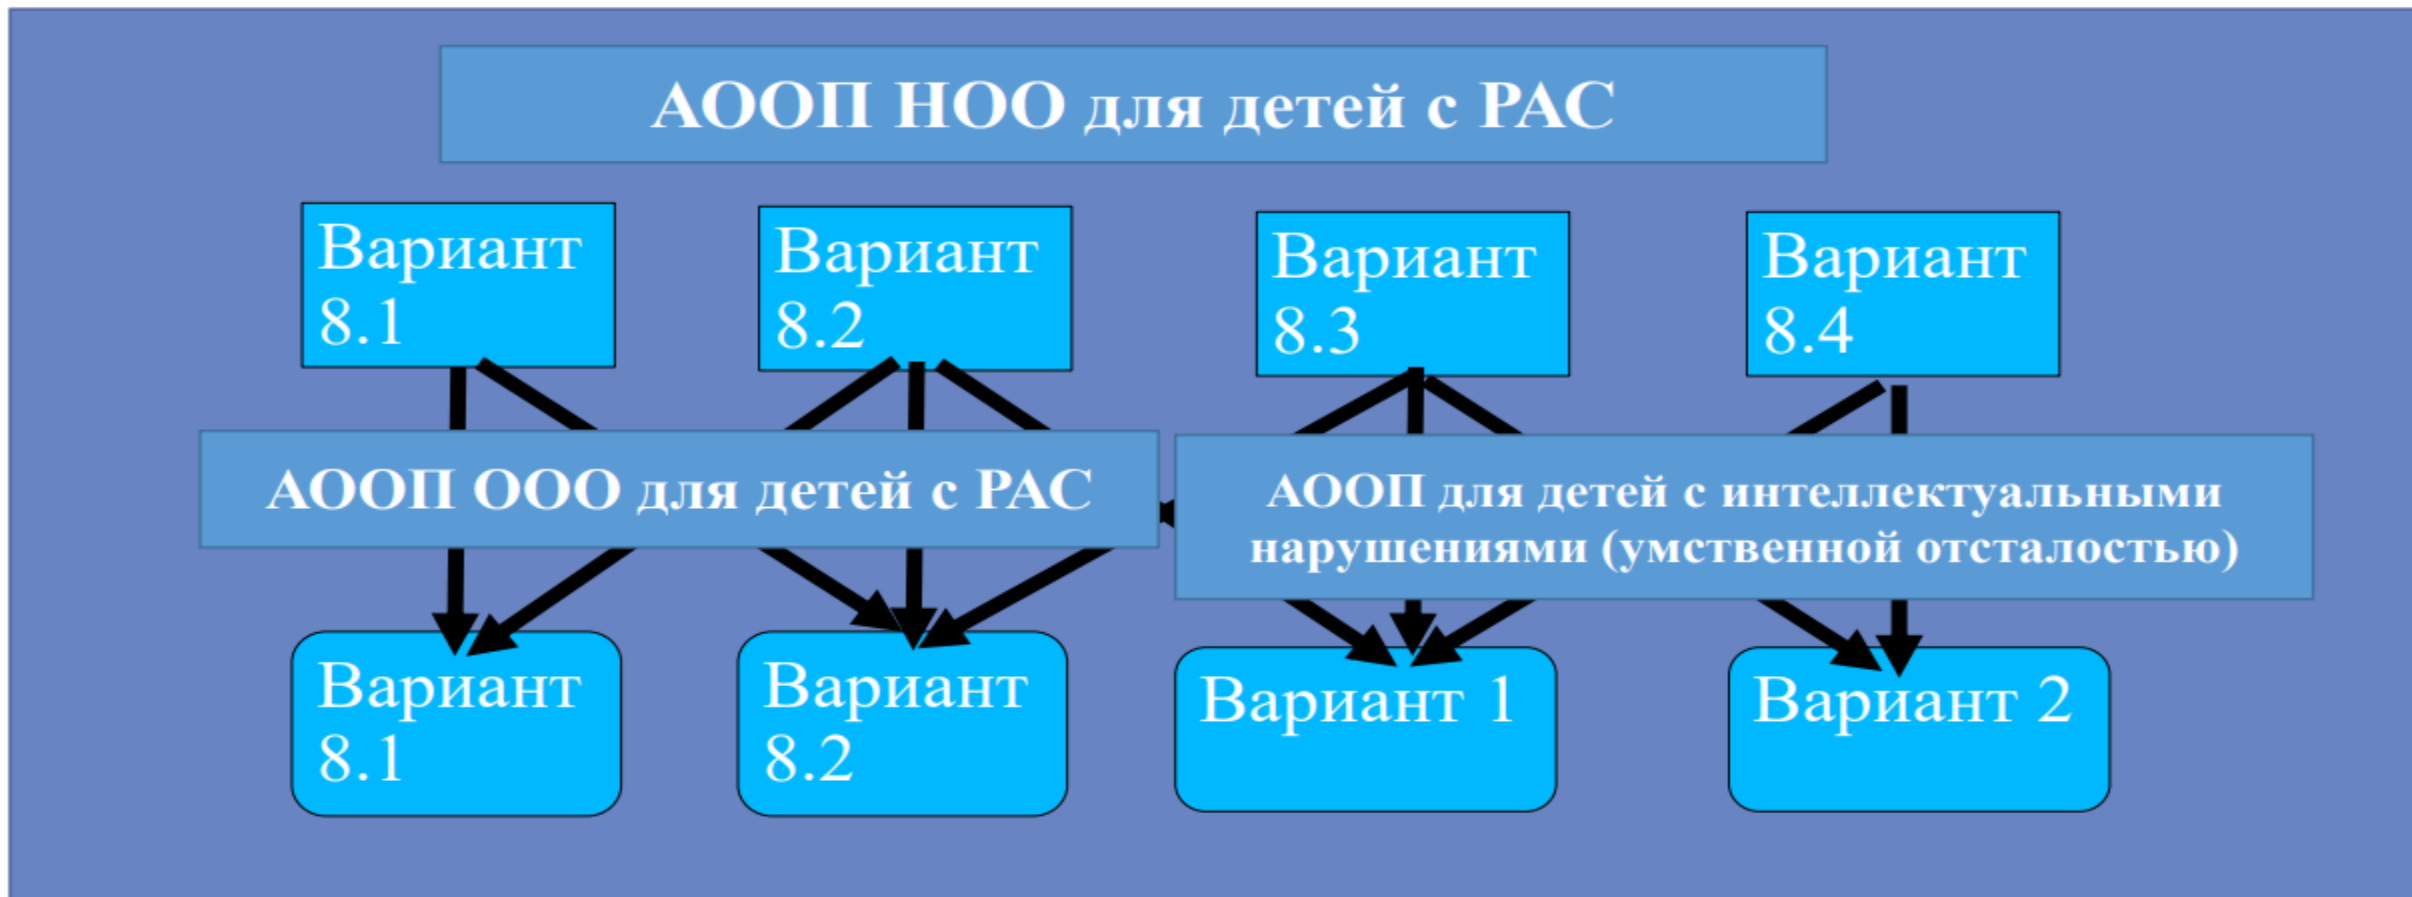 АООП НОО для детей с РАС
Вариант
8.1
Вариант
8.2
Вариант
8.3
Вариант
8.4
АООП ООО для детей с РАС
АООП для детей с интеллектуальными
нарушениями (умственной отсталостью)
Вариант
8.1
Вариант
8.2
Вариант 1
Вариант 2